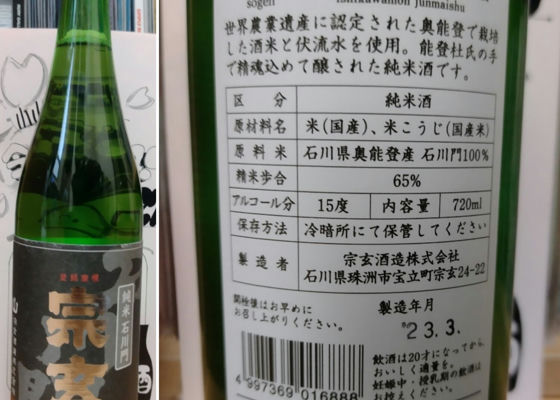 奥能登産
宗玄
純米 石川門
酒
sōgen
Ishikawamon junmaishu
世界農業遺産に認定された奥能登で栽培
した酒米と伏流水を使用。能登杜氏の手
で精魂込めて醸された純米酒です。
区 分 純米酒
原材料名 米(国産)、米こうじ(国産米)
原料米 石川県奥能登産 石川門100%
精米歩合 65%
アルコール分 15度 内容量 720ml
保存方法 冷暗所にて保管してください
製造者 宗玄酒造株式会社
石川県珠洲市宝立町宗玄24-22
開栓後はお早めに
お召し上がりください。
製造年月
23.3.
4 997369 016888
飲酒は20才になってから。
おいしく適量を。
妊娠中・授乳期の飲酒は
お控えください。